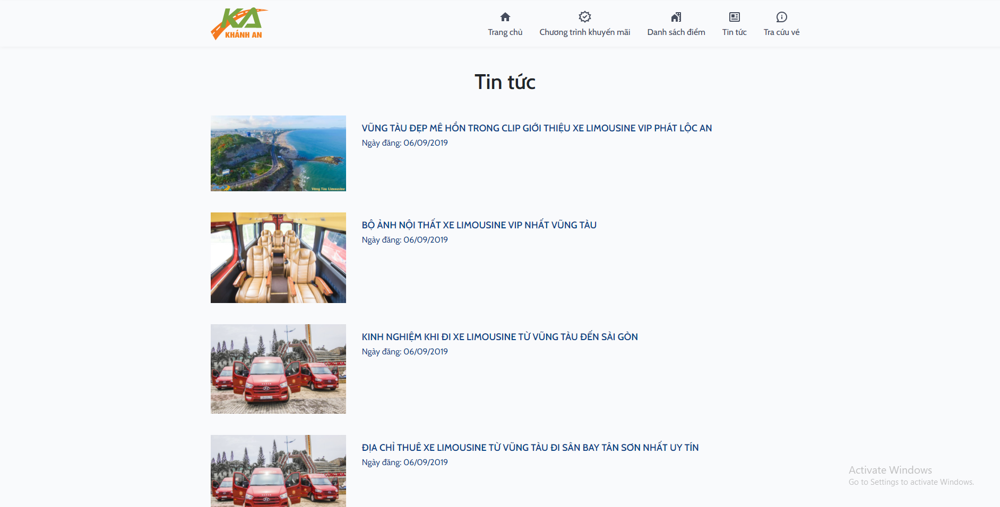 KA
KHÁNH AN
Trang chủ
Chương trình khuyến mãi
Danh sách điểm
Tin tức
Tra cứu vé
Tin tức
VŨNG TÀU ĐẸP MÊ HỒN TRONG CLIP GIỚI THIỆU XE LIMOUSINE VIP PHÁT LỘC AN
Ngày đăng: 06/09/2019
Vũng Tàu Limousine
BỘ ẢNH NỘI THẤT XE LIMOUSINE VIP NHẤT VŨNG TÀU
Ngày đăng: 06/09/2019
KINH NGHIỆM KHI ĐI XE LIMOUSINE TỪ VŨNG TÀU ĐẾN SÀI GÒN
Ngày đăng: 06/09/2019
ĐỊA CHỈ THUÊ XE LIMOUSINE TỪ VŨNG TÀU ĐI SÂN BAY TÂN SƠN NHẤT UY TÍN
Ngày đăng: 06/09/2019
Activate Windows
Go to Settings to activate Windows.